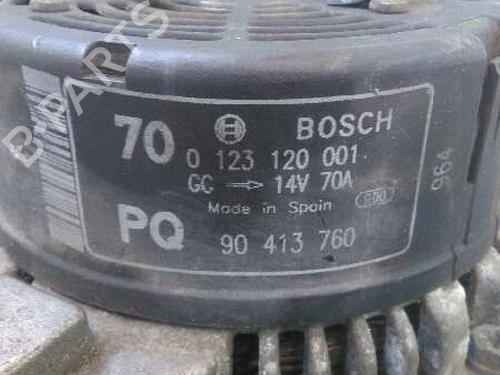 B-PARTS
70 BOSCH
0 123 120 001
GC → 14V 70A
Made in Spain
PQ 90 413 760
964